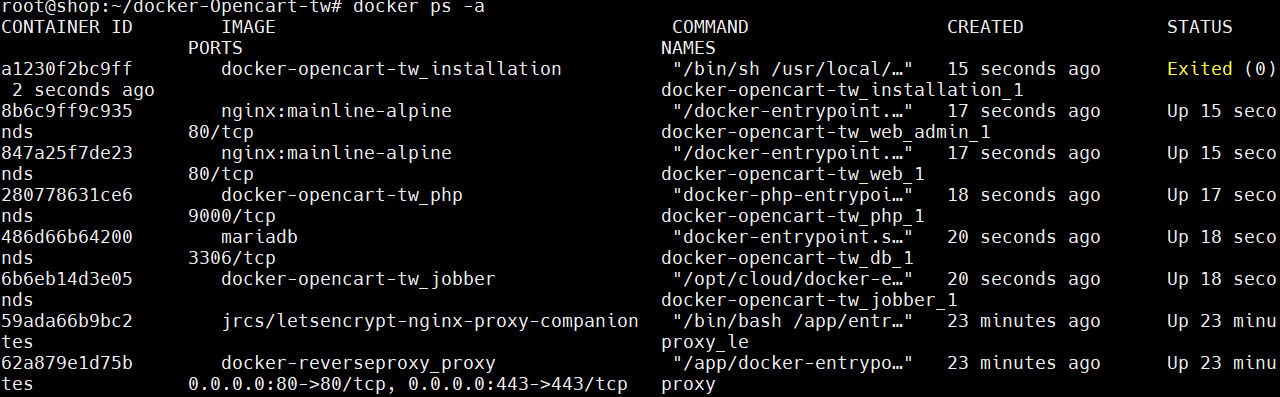 root@shop:~/docker-Opencart-tw# docker ps -a
CONTAINER ID        IMAGE                                    COMMAND                  CREATED             STATUS
                 PORTS                                      NAMES
a1230f2bc9ff        docker-opencart-tw_installation          "/bin/sh /usr/local/…"   15 seconds ago      Exited (0)
 2 seconds ago                                              docker-opencart-tw_installation_1
8b6c9ff9c935        nginx:mainline-alpine                    "/docker-entrypoint.…"   17 seconds ago      Up 15 seco
nds              80/tcp                                     docker-opencart-tw_web_admin_1
847a25f7de23        nginx:mainline-alpine                    "/docker-entrypoint.…"   17 seconds ago      Up 15 seco
nds              80/tcp                                     docker-opencart-tw_web_1
280778631ce6        docker-opencart-tw_php                   "docker-php-entrypoi…"   18 seconds ago      Up 17 seco
nds              9000/tcp                                   docker-opencart-tw_php_1
486d66b64200        mariadb                                  "docker-entrypoint.s…"   20 seconds ago      Up 18 seco
nds              3306/tcp                                   docker-opencart-tw_db_1
6b6eb14d3e05        docker-opencart-tw_jobber                "/opt/cloud/docker-e…"   20 seconds ago      Up 18 seco
nds                                                         docker-opencart-tw_jobber_1
59ada66b9bc2        jrcs/letsencrypt-nginx-proxy-companion   "/bin/bash /app/entr…"   23 minutes ago      Up 23 minu
tes                                                         proxy_le
62a879e1d75b        docker-reverseproxy_proxy                "/app/docker-entrypo…"   23 minutes ago      Up 23 minu
tes              0.0.0.0:80->80/tcp, 0.0.0.0:443->443/tcp   proxy